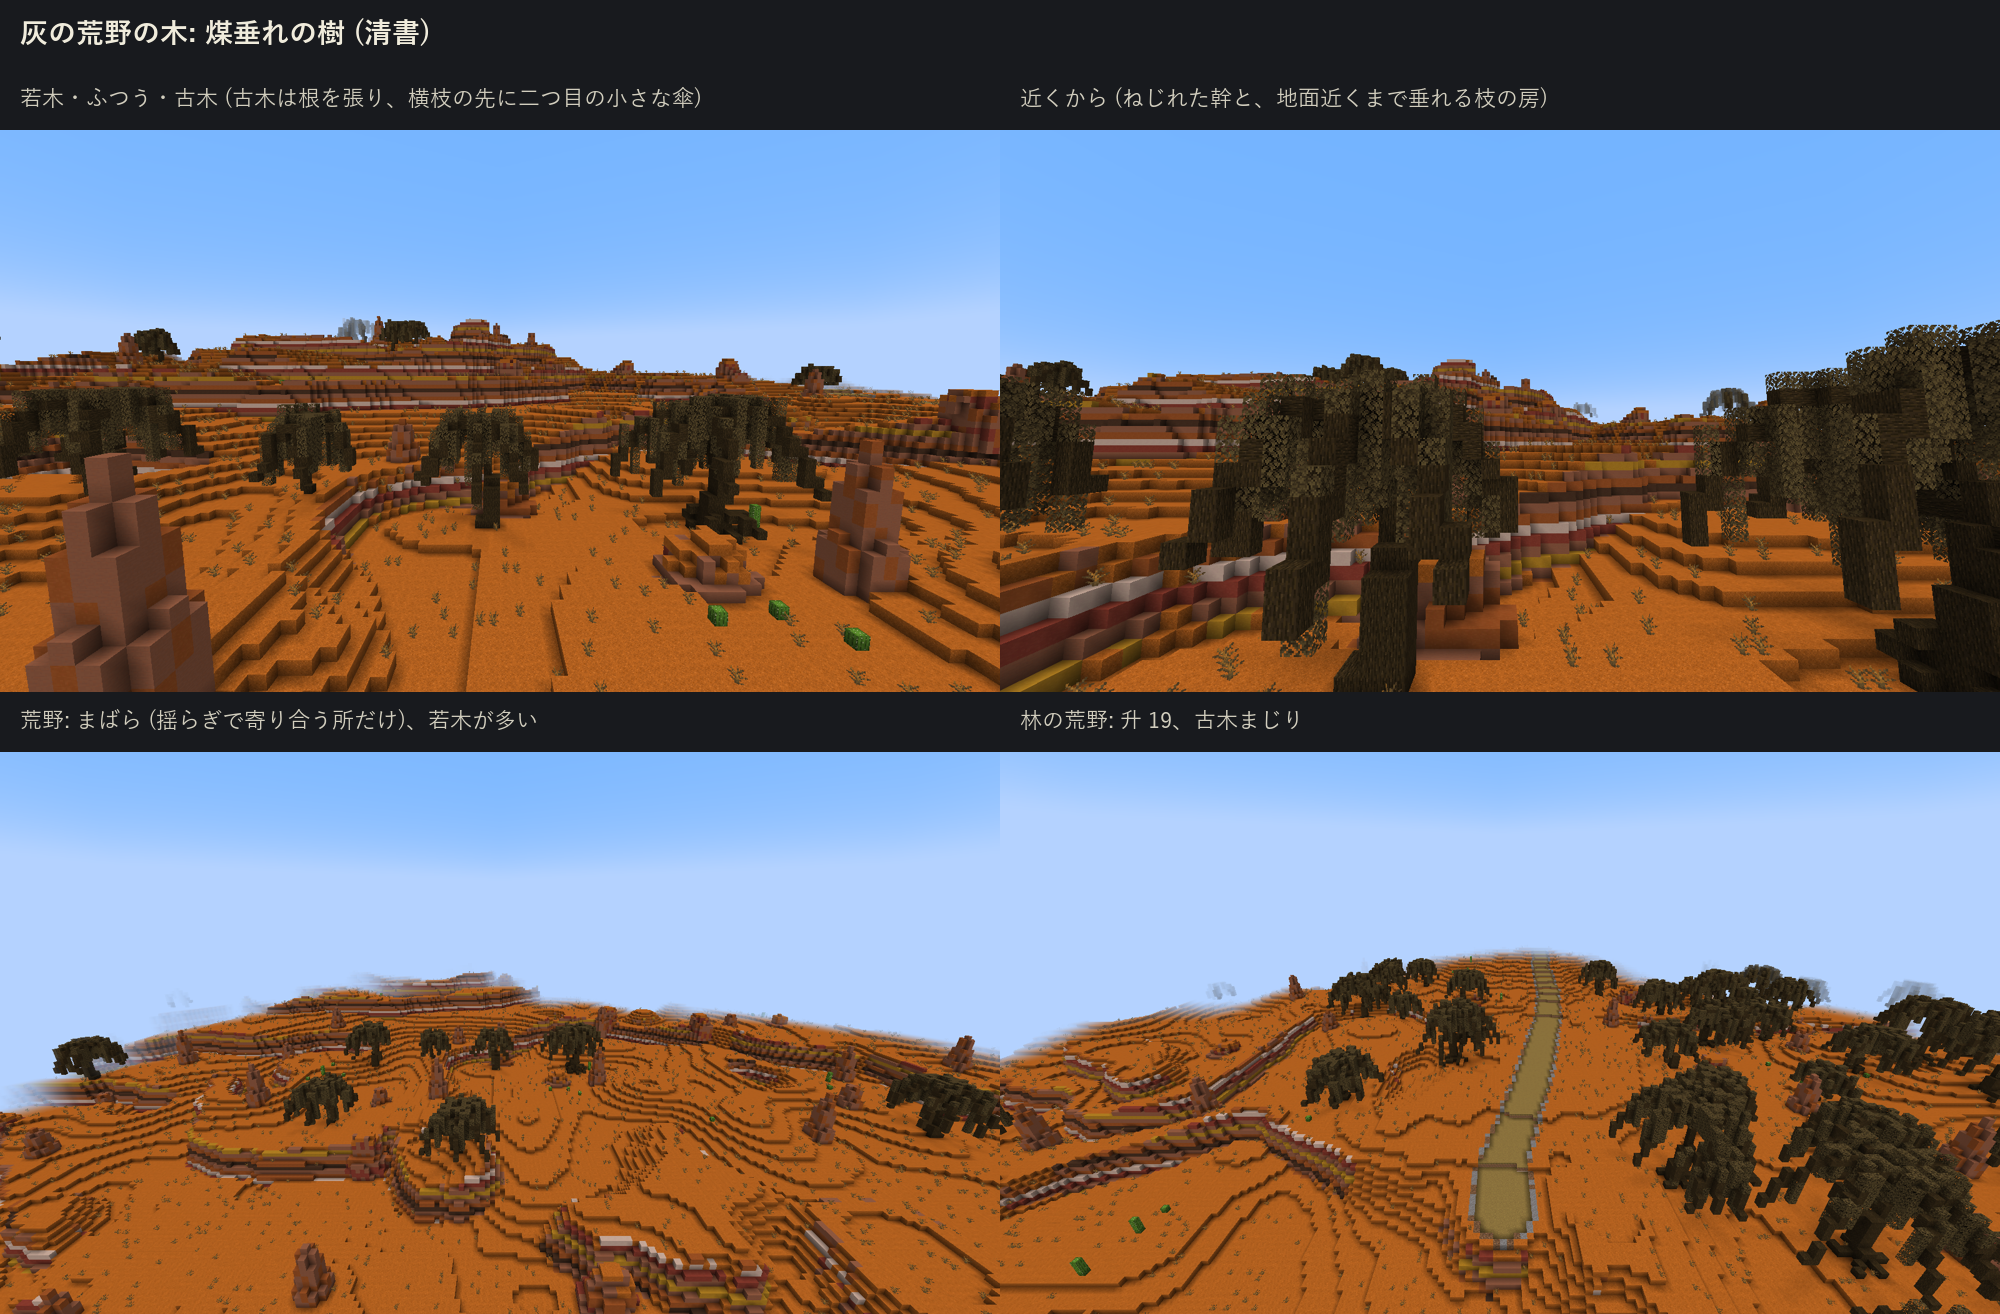 灰の荒野の木: 煤垂れの樹 (清書)
若木・ふつう・古木 (古木は根を張り、横枝の先に二つ目の小さな傘)
近くから (ねじれた幹と、地面近くまで垂れる枝の房)
荒野: まばら (揺らぎで寄り合う所だけ)、若木が多い
林の荒野: 升 19、古木まじり